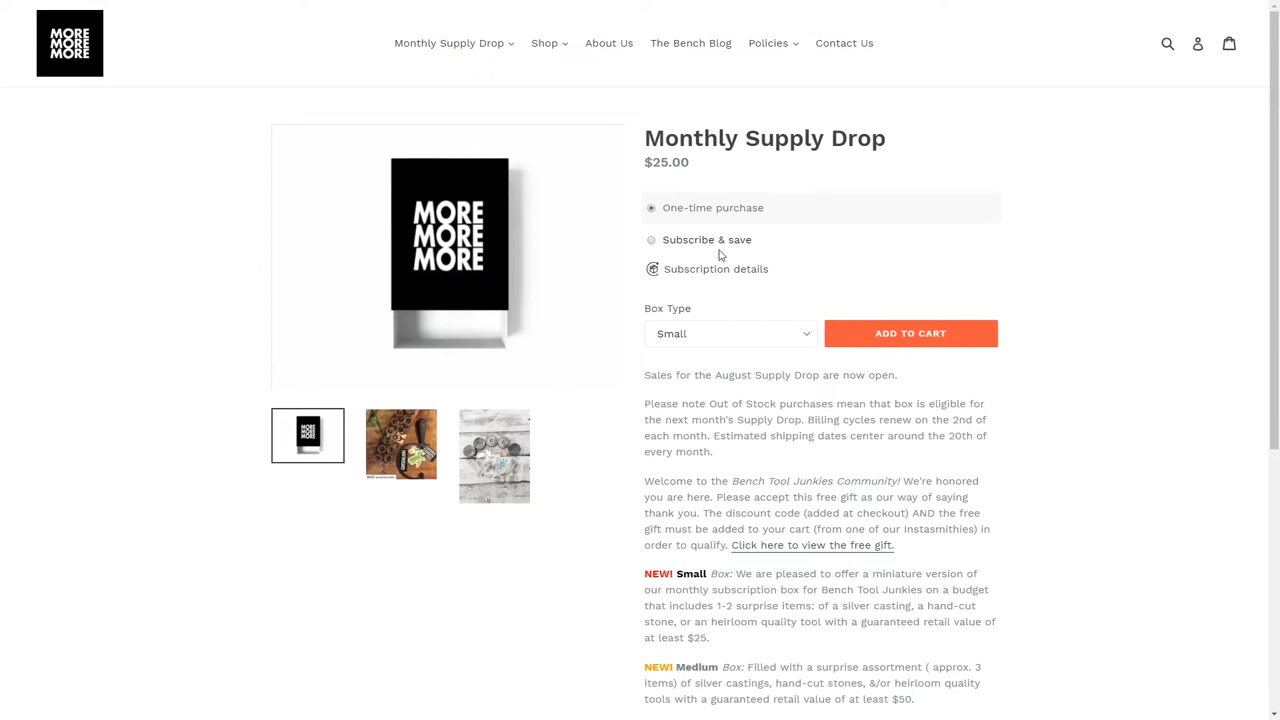 MORE
MORE
MORE
Monthly Supply Drop
Shop
About Us
The Bench Blog
Policies
Contact Us
MORE
MORE
MORE
Monthly Supply Drop
$25.00
One-time purchase
Subscribe & save
Subscription details
Box Type
Small
ADD TO CART
Sales for the August Supply Drop are now open.
Please note Out of Stock purchases mean that box is eligible for
the next month's Supply Drop. Billing cycles renew on the 2nd of
each month. Estimated shipping dates center around the 20th of
every month.
Welcome to the Bench Tool Junkies Community! We're honored
you are here. Please accept this free gift as our way of saying
thank you. The discount code (added at checkout) AND the free
gift must be added to your cart (from one of our Instasmithies) in
order to qualify. Click here to view the free gift.
NEW! Small Box: We are pleased to offer a miniature version of
our monthly subscription box for Bench Tool Junkies on a budget
that includes 1-2 surprise items: of a silver casting, a hand-cut
stone, or an heirloom quality tool with a guaranteed retail value of
at least $25.
NEW! Medium Box: Filled with a surprise assortment ( approx. 3
items) of silver castings, hand-cut stones, &/or heirloom quality
tools with a guaranteed retail value of at least $50.
MORE
MORE
MORE